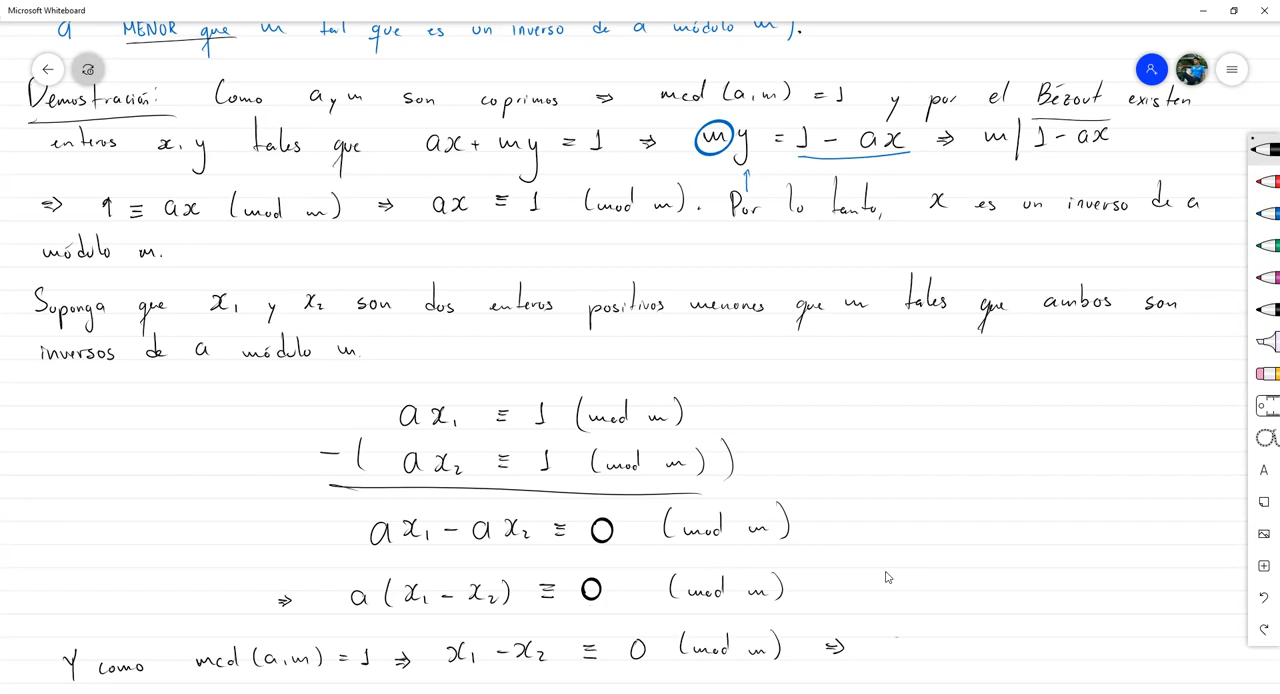 Microsoft Whiteboard
a MENOR que m tal que es un inverso de a módulo m).
Demostración: Como a y m son coprimos ⇒ mcd (a,m) = 1 y por el Bézout existen
enteros x, y tales que ax + my = 1 ⇒ my = 1 - ax ⇒ m | 1 - ax
⇒ 1 ≡ ax (mod m) ⇒ ax ≡ 1 (mod m). Por lo tanto, x es un inverso de a
módulo m.
Suponga que x₁ y x₂ son dos enteros positivos menores que m tales que ambos son
inversos de a módulo m.
ax₁ ≡ 1 (mod m)
-( ax₂ ≡ 1 (mod m) )
ax₁ - ax₂ ≡ 0 (mod m)
⇒ a(x₁ - x₂) ≡ 0 (mod m)
Y como mcd(a,m) = 1 ⇒ x₁ - x₂ ≡ 0 (mod m) ⇒